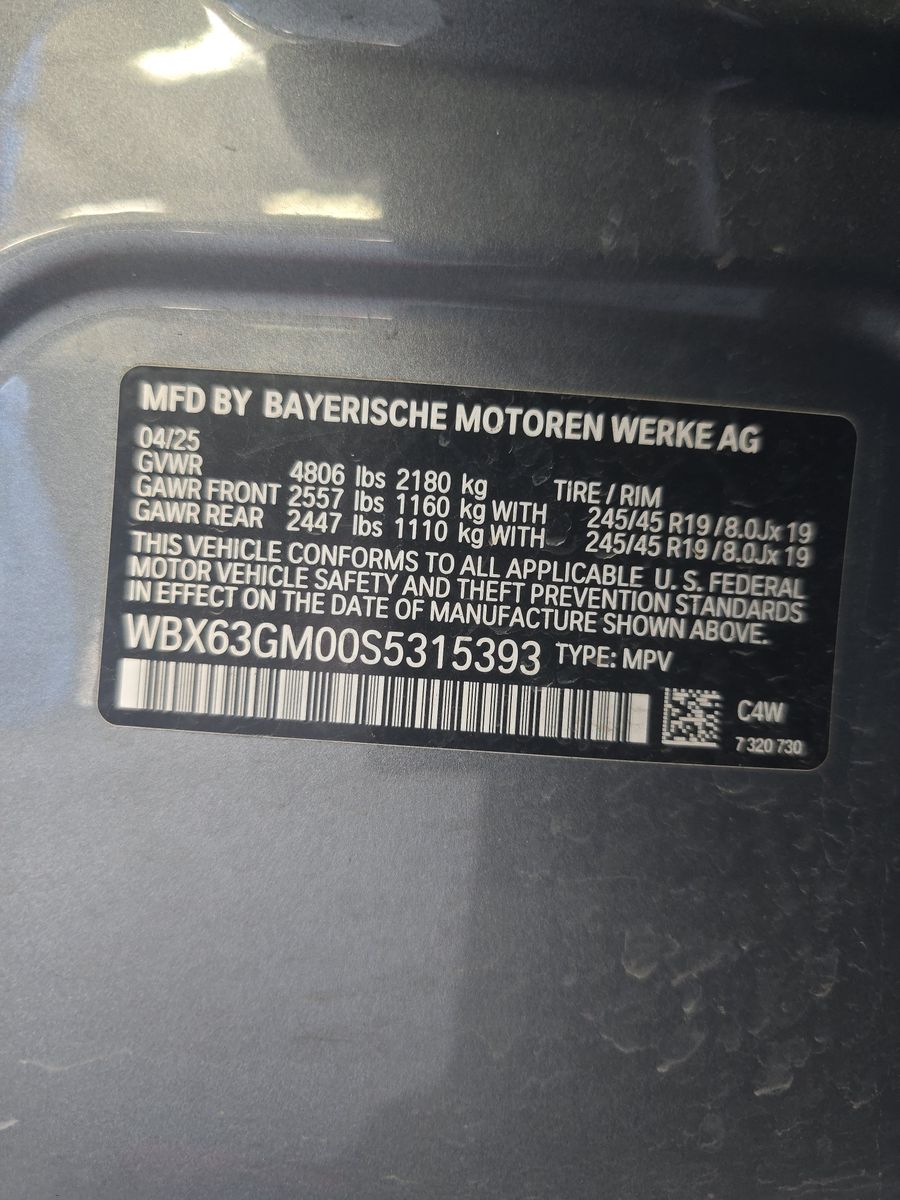 MFD BY BAYERISCHE MOTOREN WERKE AG
04/25
GVWR 4806 lbs 2180 kg TIRE / RIM
GAWR FRONT 2557 lbs 1160 kg WITH 245/45 R19 / 8.0Jx 19
GAWR REAR 2447 lbs 1110 kg WITH 245/45 R19 / 8.0Jx 19
THIS VEHICLE CONFORMS TO ALL APPLICABLE U. S. FEDERAL
MOTOR VEHICLE SAFETY AND THEFT PREVENTION STANDARDS
IN EFFECT ON THE DATE OF MANUFACTURE SHOWN ABOVE.
WBX63GM00S5315393 TYPE: MPV
C4W
7 320 730